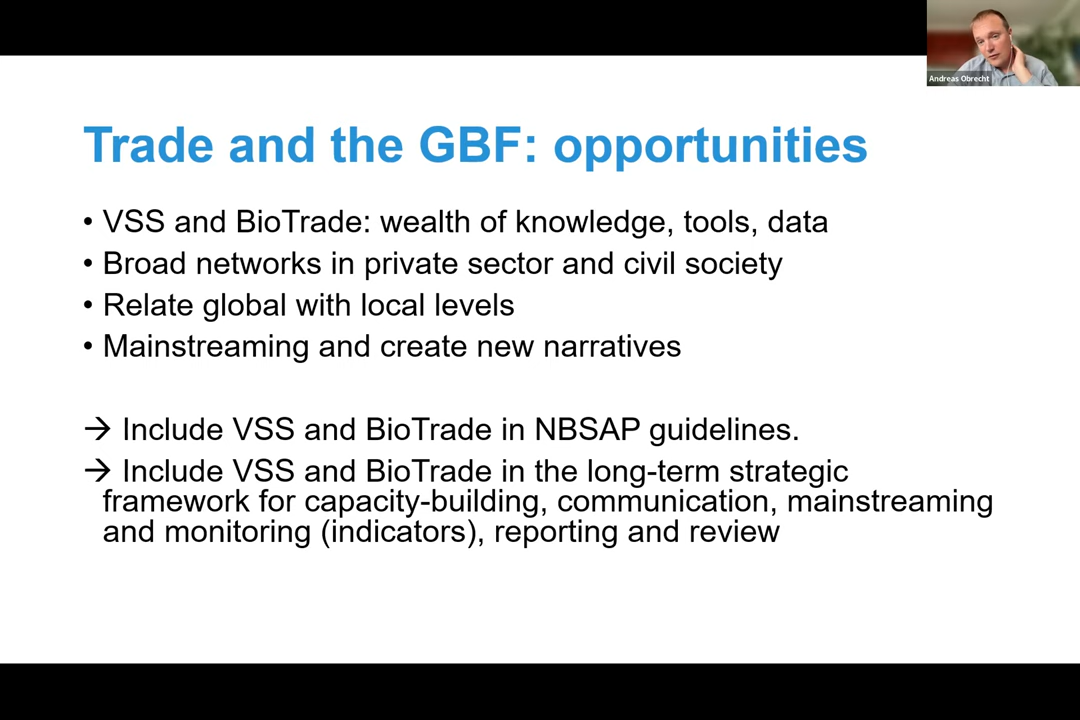 Andreas Obrecht
Trade and the GBF: opportunities
• VSS and BioTrade: wealth of knowledge, tools, data
• Broad networks in private sector and civil society
• Relate global with local levels
• Mainstreaming and create new narratives
→ Include VSS and BioTrade in NBSAP guidelines.
→ Include VSS and BioTrade in the long-term strategic
framework for capacity-building, communication, mainstreaming
and monitoring (indicators), reporting and review